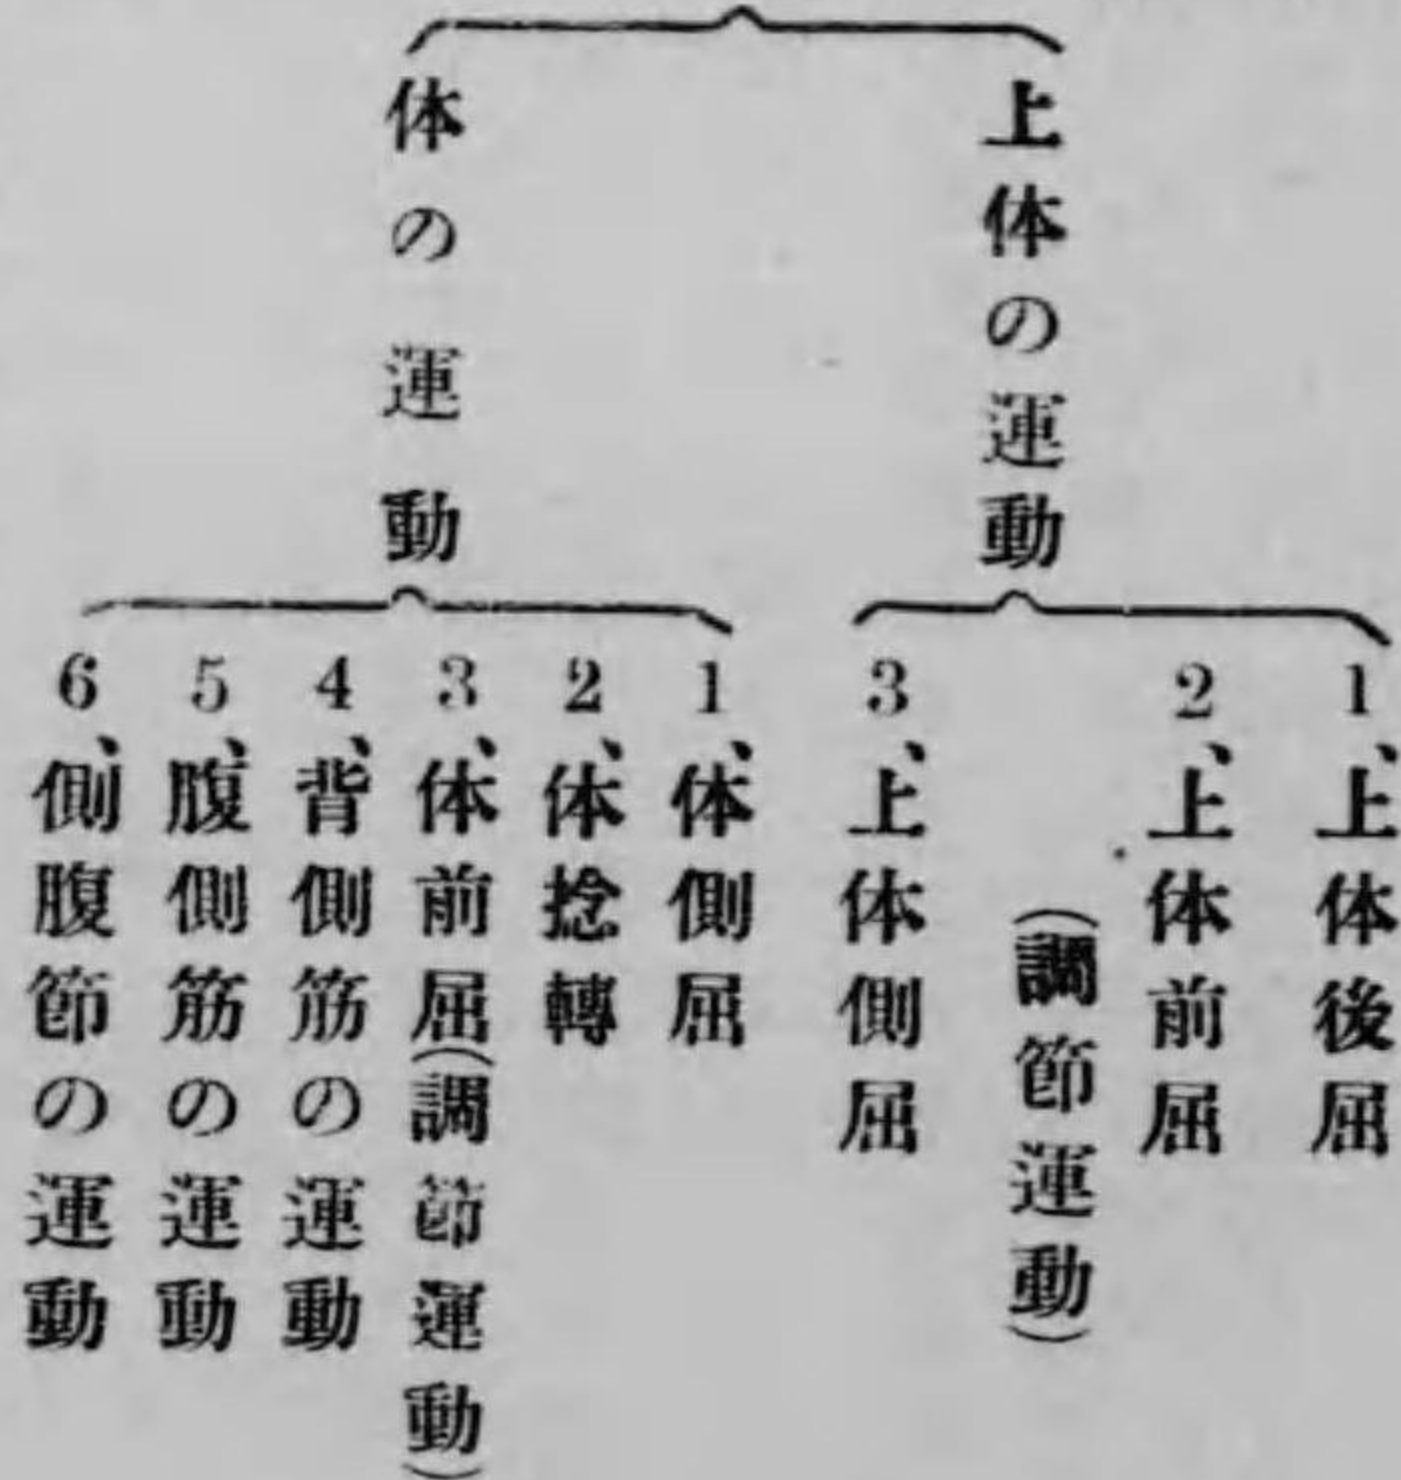 上体の運動
1、上体後屈
2、上体前屈
(調節運動)
3、上体側屈
体の運動
1、体側屈
2、体捻轉
3、体前屈(調節運動)
4、背側筋の運動
5、腹側筋の運動
6、側腹節の運動